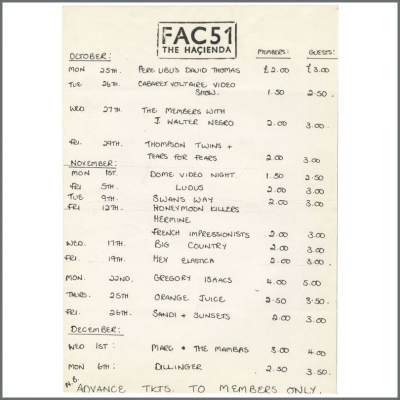 FAC51
THE HAÇIENDA
OCTOBER: MEMBERS: GUESTS:
MON 25TH. PERE UBU'S DAVID THOMAS £2.00 £3.00
TUE 26TH. CABARET VOLTAIRE VIDEO
SHOW. 1.50 2.50
WED 27TH. THE MEMBERS WITH
J WALTER NEGRO 2.00 3.00
FRI. 29TH. THOMPSON TWINS +
TEARS FOR FEARS 2.00 3.00
NOVEMBER:
MON 1ST. DOME VIDEO NIGHT. 1.50 2.50
FRI 5TH. LUDUS 2.00 3.00
TUE 9TH. SWANS WAY 2.00 3.00
FRI 12TH. HONEYMOON KILLERS
HERMINE
FRENCH IMPRESSIONISTS 2.00 3.00
WED. 17TH. BIG COUNTRY 2.00 3.00
FRI. 19TH. HEY ELASTICA 2.00 3.00
MON. 22ND. GREGORY ISAACS 4.00 5.00
THURS. 25TH ORANGE JUICE 2.50 3.50.
FRI. 26TH. SANDI + SUNSETS 2.00 3.00
DECEMBER:
WED 1ST: MARC + THE MAMBAS 3.00 4.00
MON 6TH: DILLINGER 2.50 3.50
N.B. ADVANCE TKTS. TO MEMBERS ONLY.